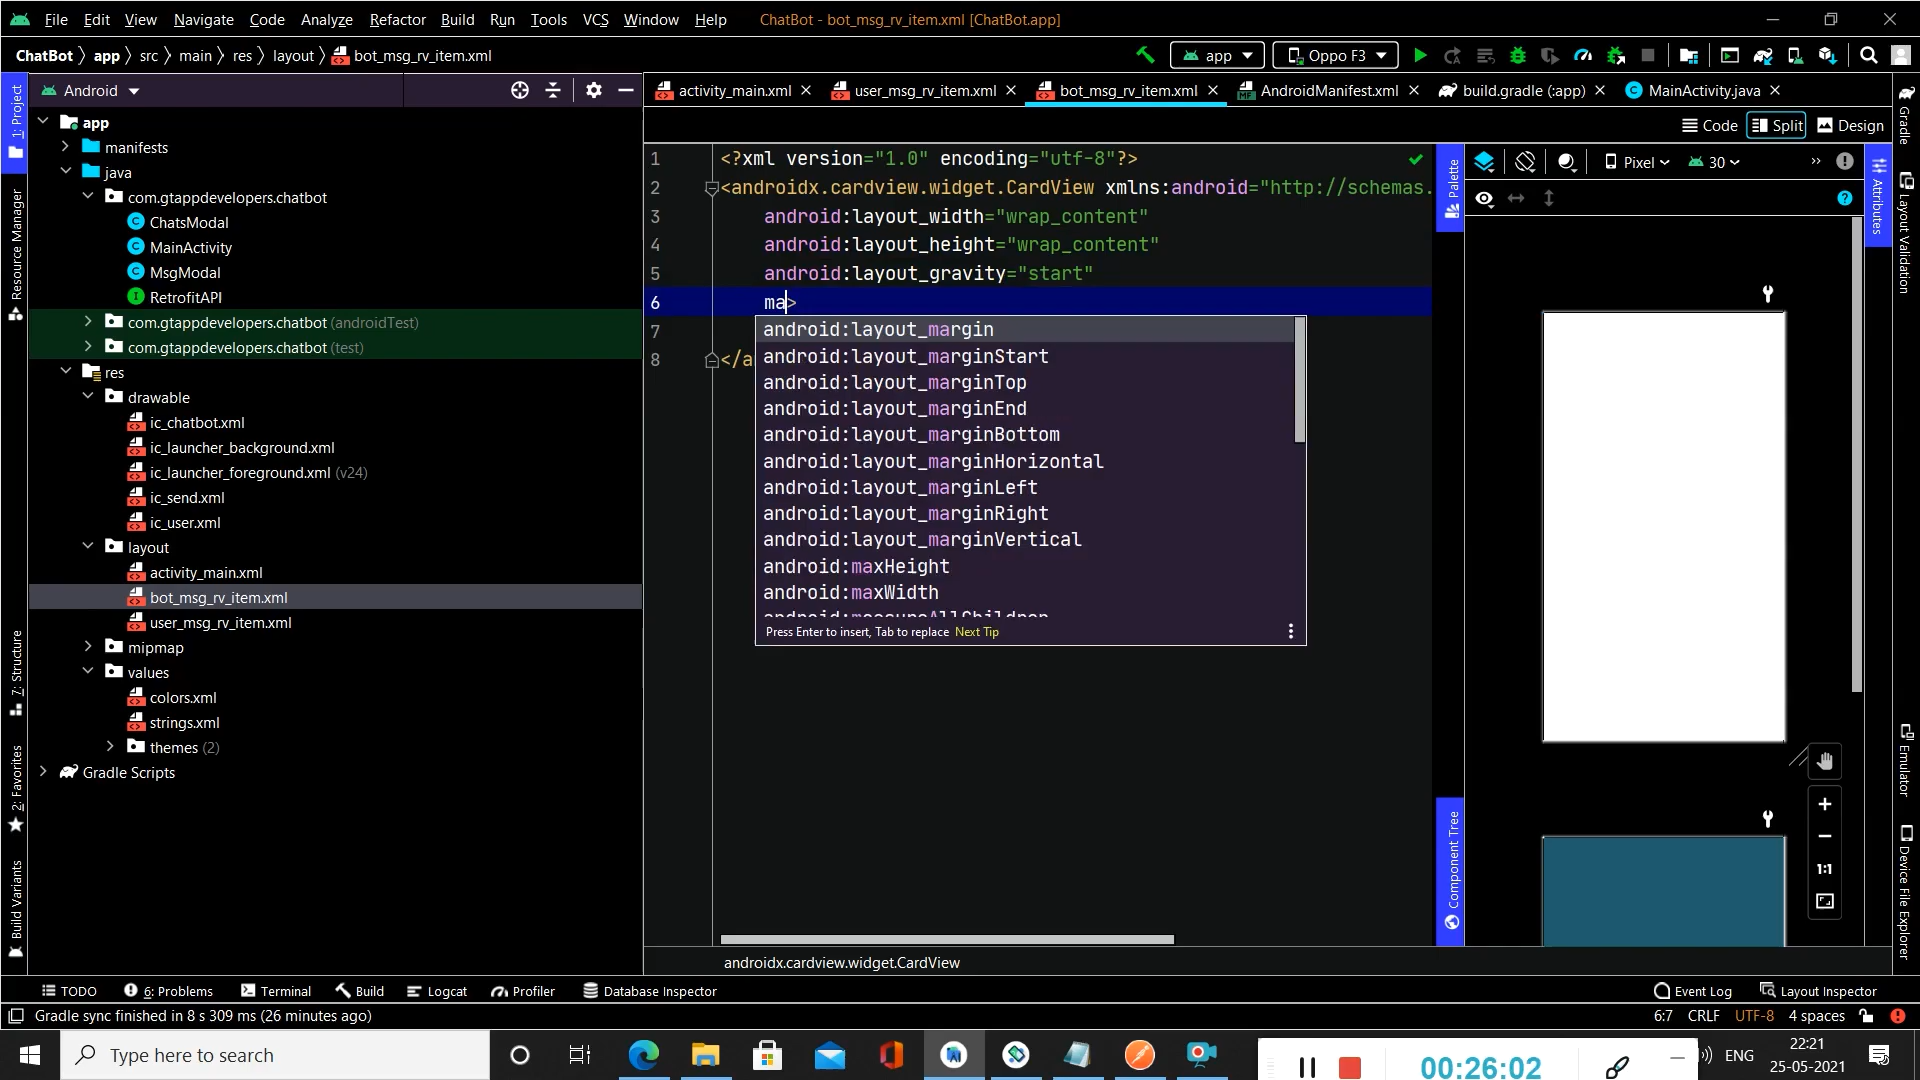 File Edit View Navigate Code Analyze Refactor Build Run Tools VCS Window Help ChatBot - bot_msg_rv_item.xml [ChatBot.app]
ChatBot app src main res layout bot_msg_rv_item.xml app Oppo F3
Android
activity_main.xml user_msg_rv_item.xml bot_msg_rv_item.xml AndroidManifest.xml build.gradle (:app) MainActivity.java
Code Split Design
1: Project
Resource Manager
7: Structure
2: Favorites
Build Variants
app
manifests
java
com.gtappdevelopers.chatbot
ChatsModal
MainActivity
MsgModal
RetrofitAPI
com.gtappdevelopers.chatbot (androidTest)
com.gtappdevelopers.chatbot (test)
res
drawable
ic_chatbot.xml
ic_launcher_background.xml
ic_launcher_foreground.xml (v24)
ic_send.xml
ic_user.xml
layout
activity_main.xml
bot_msg_rv_item.xml
user_msg_rv_item.xml
mipmap
values
colors.xml
strings.xml
themes (2)
Gradle Scripts
1 <?xml version="1.0" encoding="utf-8"?>
2 <androidx.cardview.widget.CardView xmlns:android="http://schemas.
3 android:layout_width="wrap_content"
4 android:layout_height="wrap_content"
5 android:layout_gravity="start"
6 ma>
7
8 </a
android:layout_margin
android:layout_marginStart
android:layout_marginTop
android:layout_marginEnd
android:layout_marginBottom
android:layout_marginHorizontal
android:layout_marginLeft
android:layout_marginRight
android:layout_marginVertical
android:maxHeight
android:maxWidth
android:measureAllChildren
Press Enter to insert, Tab to replace Next Tip
androidx.cardview.widget.CardView
Palette
Component Tree
Pixel 30
1:1
Attributes
Gradle
Layout Validation
Emulator
Device File Explorer
TODO 6: Problems Terminal Build Logcat Profiler Database Inspector Event Log Layout Inspector
Gradle sync finished in 8 s 309 ms (26 minutes ago) 6:7 CRLF UTF-8 4 spaces
Type here to search
00:26:02
ENG
22:21
25-05-2021